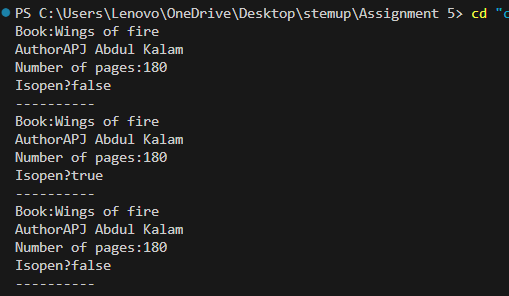 PS C:\Users\Lenovo\OneDrive\Desktop\stemup\Assignment 5> cd "c
Book:Wings of fire
AuthorAPJ Abdul Kalam
Number of pages:180
Isopen?false
----------
Book:Wings of fire
AuthorAPJ Abdul Kalam
Number of pages:180
Isopen?true
----------
Book:Wings of fire
AuthorAPJ Abdul Kalam
Number of pages:180
Isopen?false
----------